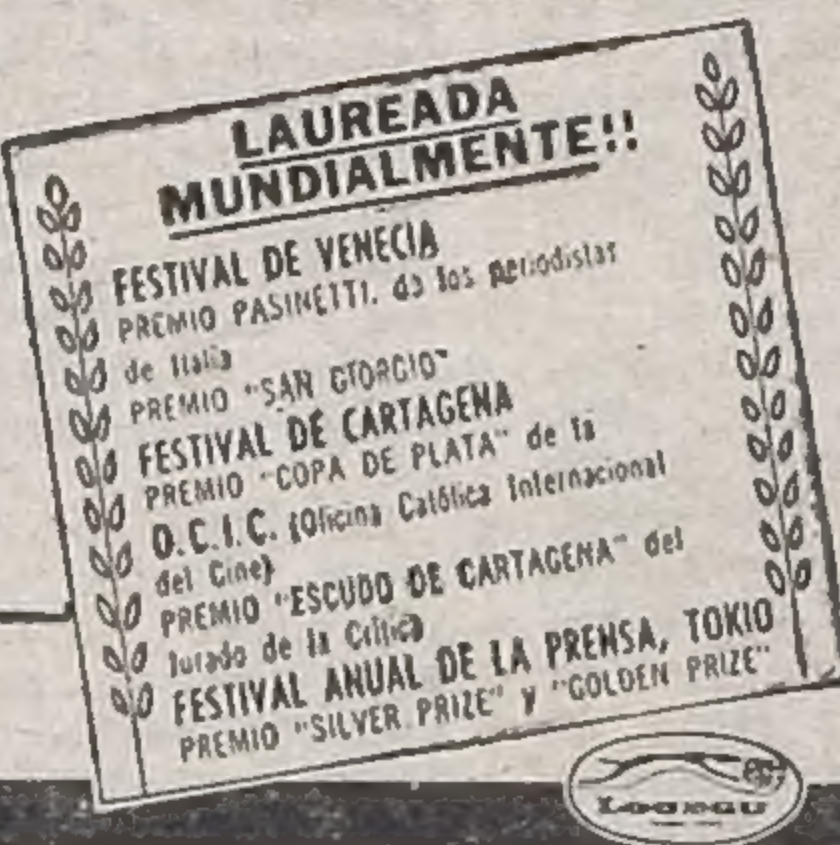 LAUREADA
MUNDIALMENTE!!
FESTIVAL DE VENECIA
PREMIO PASINETTI, de los periodistas
de Italia
PREMIO "SAN GIORGIO"
FESTIVAL DE CARTAGENA
PREMIO "COPA DE PLATA" de la
O.C.I.C. (Oficina Católica Internacional
del Cine)
PREMIO "ESCUDO DE CARTAGENA" del
Jurado de la Crítica
FESTIVAL ANUAL DE LA PRENSA, TOKIO
PREMIO "SILVER PRIZE" y "GOLDEN PRIZE"